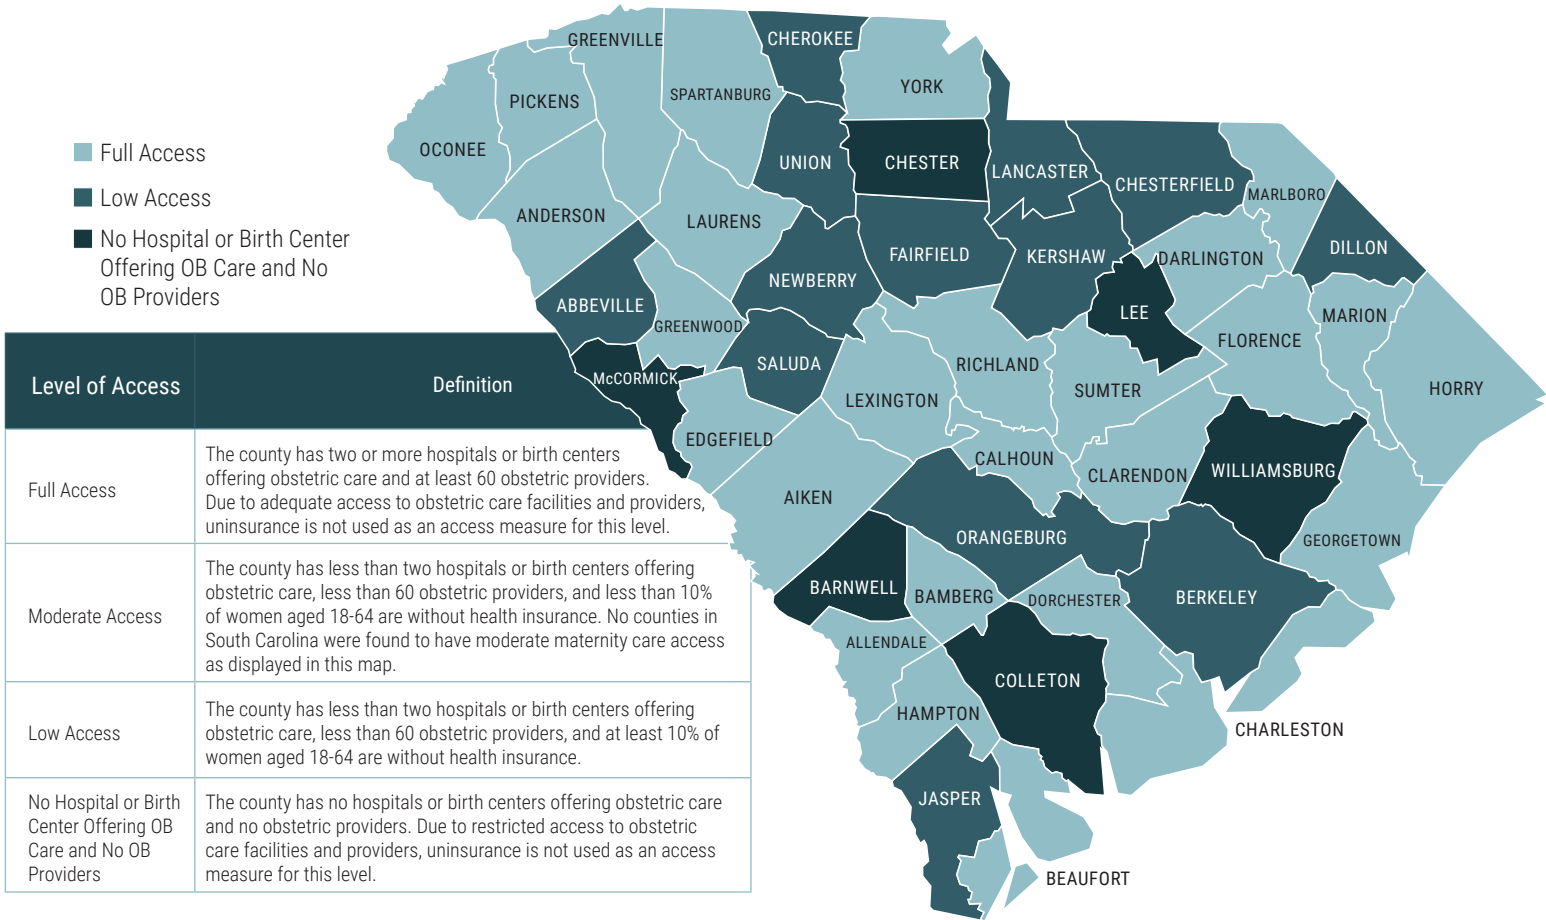 Full Access
Low Access
No Hospital or Birth Center
Offering OB Care and No
OB Providers
GREENVILLE
CHEROKEE
SPARTANBURG
YORK
PICKENS
OCONEE
UNION
CHESTER
LANCASTER
CHESTERFIELD
MARLBORO
ANDERSON
LAURENS
FAIRFIELD
KERSHAW
DARLINGTON
DILLON
NEWBERRY
ABBEVILLE
GREENWOOD
LEE
MARION
FLORENCE
SALUDA
RICHLAND
McCORMICK
SUMTER
HORRY
LEXINGTON
EDGEFIELD
CALHOUN
CLARENDON
WILLIAMSBURG
AIKEN
ORANGEBURG
GEORGETOWN
BARNWELL
BAMBERG
DORCHESTER
BERKELEY
ALLENDALE
COLLETON
HAMPTON
CHARLESTON
JASPER
BEAUFORT
Level of Access
Definition
Full Access
The county has two or more hospitals or birth centers
offering obstetric care and at least 60 obstetric providers.
Due to adequate access to obstetric care facilities and providers,
uninsurance is not used as an access measure for this level.
Moderate Access
The county has less than two hospitals or birth centers offering
obstetric care, less than 60 obstetric providers, and less than 10%
of women aged 18-64 are without health insurance. No counties in
South Carolina were found to have moderate maternity care access
as displayed in this map.
Low Access
The county has less than two hospitals or birth centers offering
obstetric care, less than 60 obstetric providers, and at least 10% of
women aged 18-64 are without health insurance.
No Hospital or Birth
Center Offering OB
Care and No OB
Providers
The county has no hospitals or birth centers offering obstetric care
and no obstetric providers. Due to restricted access to obstetric
care facilities and providers, uninsurance is not used as an access
measure for this level.